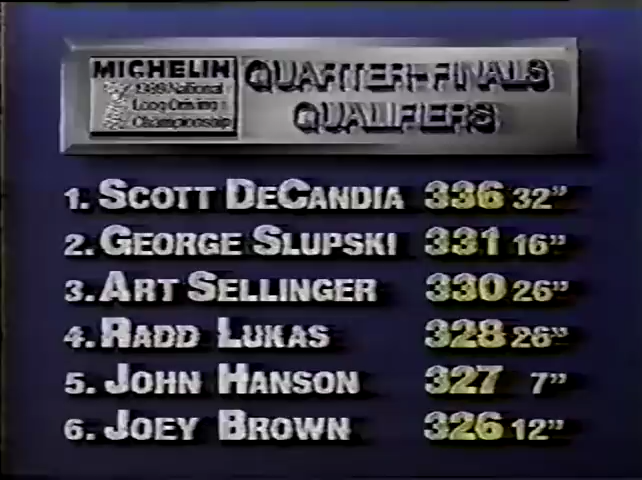 MICHELIN
1989 National
Long Driving
Championship
QUARTER-FINALS
QUALIFIERS
1. SCOTT DECANDIA 336 32"
2. GEORGE SLUPSKI 331 16"
3. ART SELLINGER 330 26"
4. RADD LUKAS 328 26"
5. JOHN HANSON 327 7"
6. JOEY BROWN 326 12"